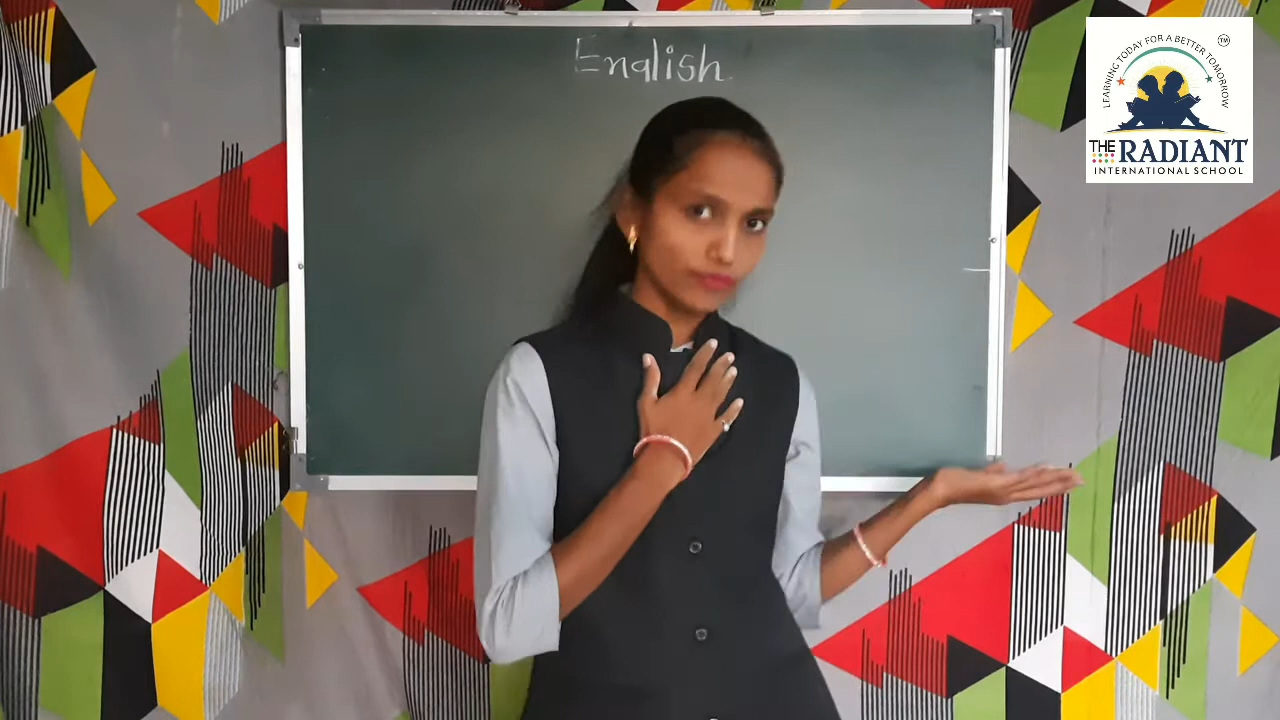 English
LEARNING TODAY FOR A BETTER TOMORROW
TM
THE RADIANT
INTERNATIONAL SCHOOL